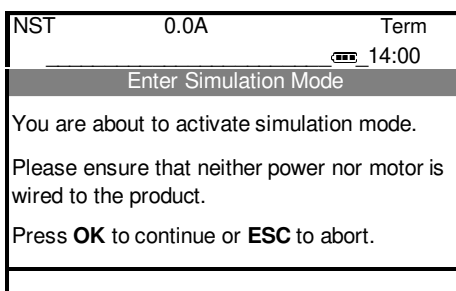 NST 0.0A Term
14:00
Enter Simulation Mode
You are about to activate simulation mode.
Please ensure that neither power nor motor is
wired to the product.
Press OK to continue or ESC to abort.